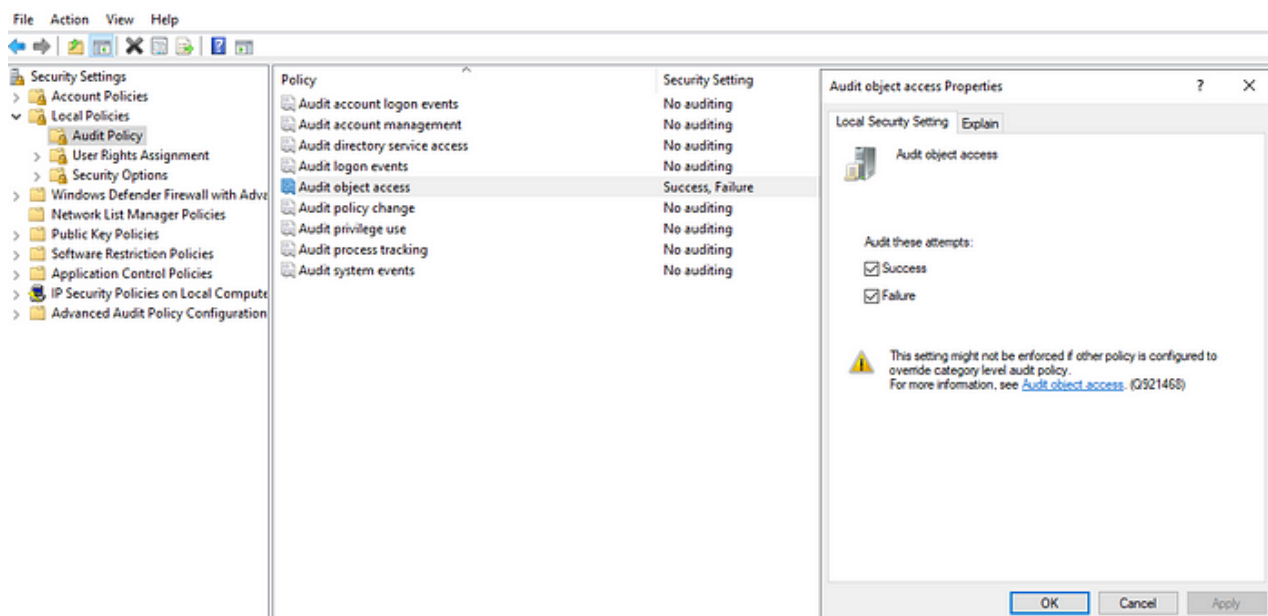 File Action View Help
Security Settings
Account Policies
Local Policies
Audit Policy
User Rights Assignment
Security Options
Windows Defender Firewall with Adva
Network List Manager Policies
Public Key Policies
Software Restriction Policies
Application Control Policies
IP Security Policies on Local Compute
Advanced Audit Policy Configuration
Policy Security Setting
Audit account logon events No auditing
Audit account management No auditing
Audit directory service access No auditing
Audit logon events No auditing
Audit object access Success, Failure
Audit policy change No auditing
Audit privilege use No auditing
Audit process tracking No auditing
Audit system events No auditing
Audit object access Properties ?
Local Security Setting Explain
Audit object access
Audit these attempts:
Success
Failure
This setting might not be enforced if other policy is configured to
override category level audit policy.
For more information, see Audit object access. (Q921468)
OK Cancel Apply